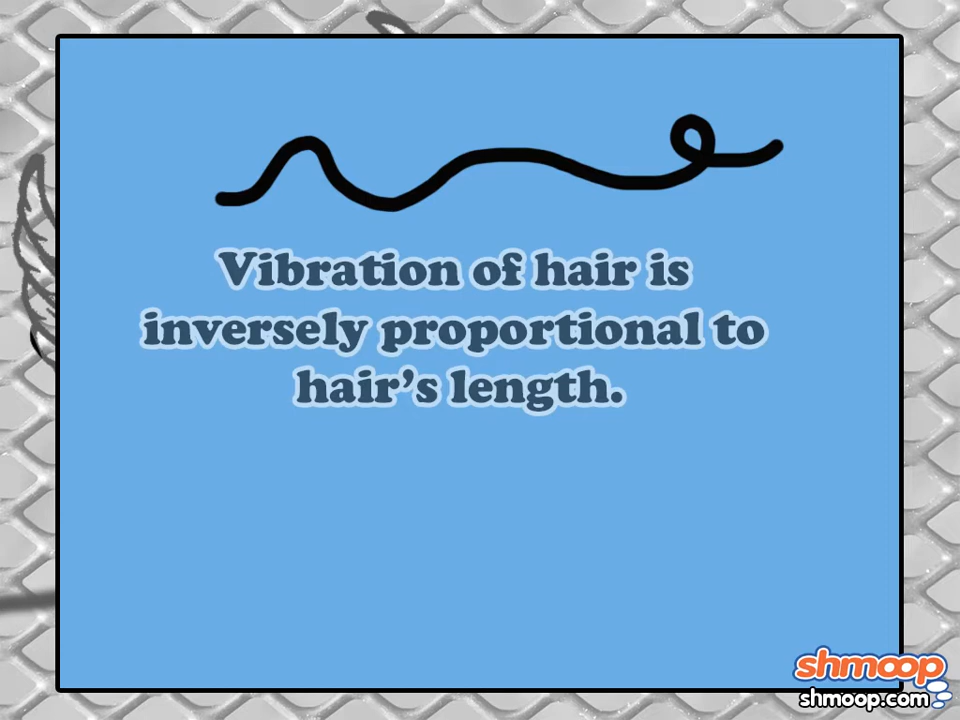 Vibration of hair is
inversely proportional to
hair's length.
shmoop
shmoop.com